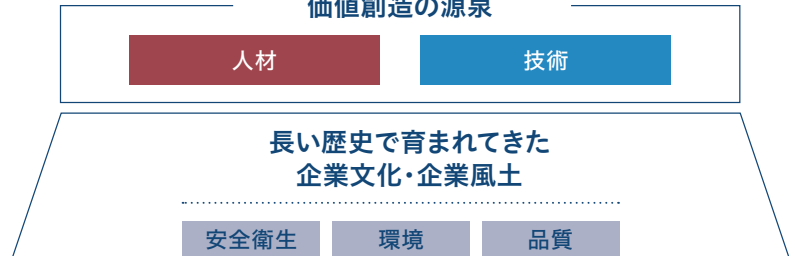 価値創造の源泉
人材
技術
長い歴史で育まれてきた
企業文化・企業風土
安全衛生
環境
品質